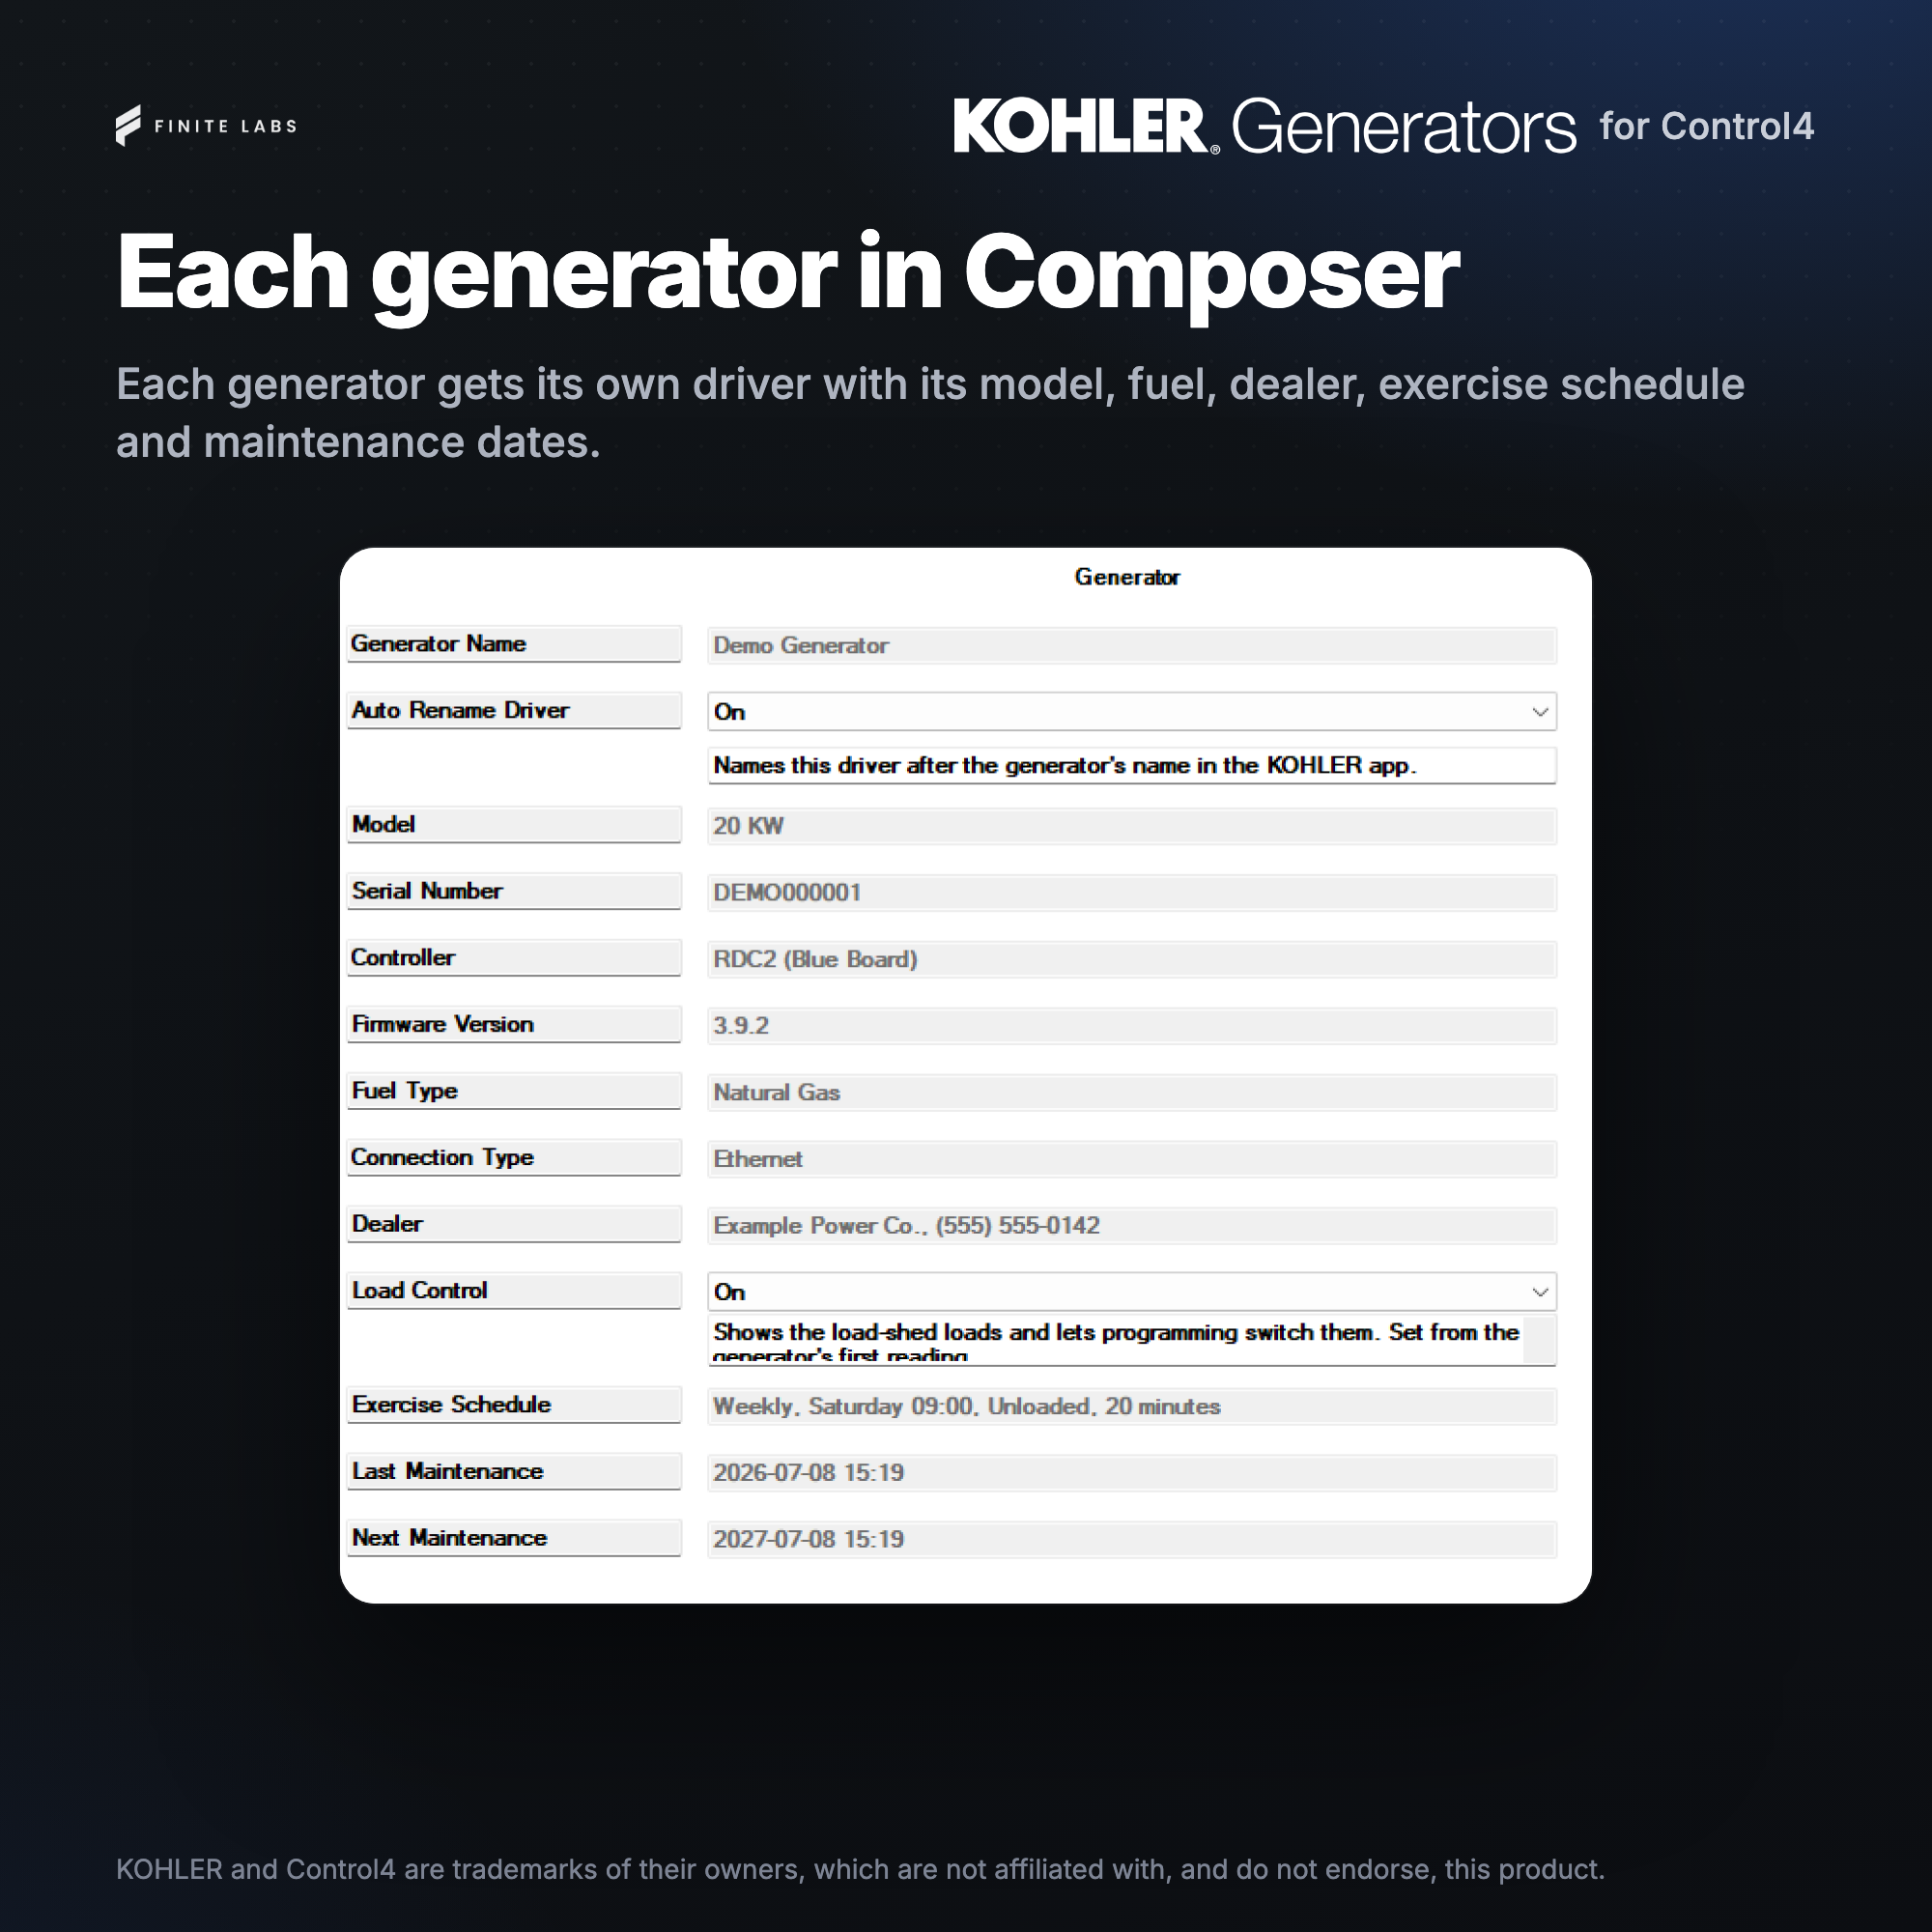 FINITE LABS
KOHLER® Generators for Control4
Each generator in Composer
Each generator gets its own driver with its model, fuel, dealer, exercise schedule
and maintenance dates.
Generator
Generator Name Demo Generator
Auto Rename Driver On
Names this driver after the generator's name in the KOHLER app.
Model 20 KW
Serial Number DEMO000001
Controller RDC2 (Blue Board)
Firmware Version 3.9.2
Fuel Type Natural Gas
Connection Type Ethernet
Dealer Example Power Co., (555) 555-0142
Load Control On
Shows the load-shed loads and lets programming switch them. Set from the
generator's first reading
Exercise Schedule Weekly, Saturday 09:00, Unloaded, 20 minutes
Last Maintenance 2026-07-08 15:19
Next Maintenance 2027-07-08 15:19
KOHLER and Control4 are trademarks of their owners, which are not affiliated with, and do not endorse, this product.